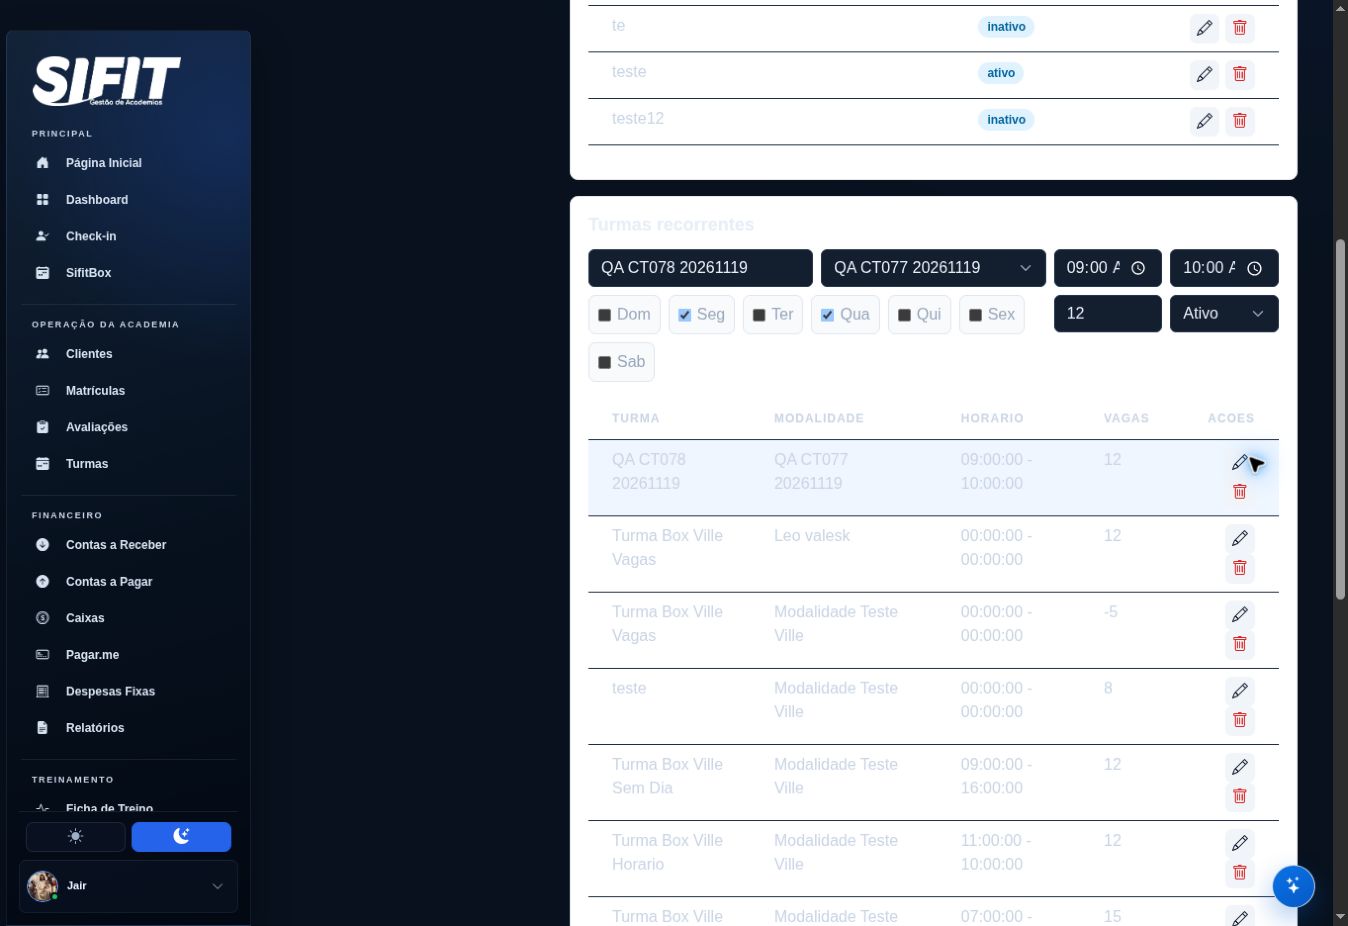 SIFIT
Gestão de Academias
PRINCIPAL
Página Inicial
Dashboard
Check-in
SifitBox
OPERAÇÃO DA ACADEMIA
Clientes
Matrículas
Avaliações
Turmas
FINANCEIRO
Contas a Receber
Contas a Pagar
Caixas
Pagar.me
Despesas Fixas
Relatórios
TREINAMENTO
Ficha de Treino
Jair
te inativo
teste ativo
teste12 inativo
Turmas recorrentes
QA CT078 20261119 QA CT077 20261119 09:00 A 10:00 A
Dom Seg Ter Qua Qui Sex 12 Ativo
Sab
TURMA MODALIDADE HORARIO VAGAS ACOES
QA CT078 QA CT077 09:00:00 - 12
20261119 20261119 10:00:00
Turma Box Ville Leo valesk 00:00:00 - 12
Vagas 00:00:00
Turma Box Ville Modalidade Teste 00:00:00 - -5
Vagas Ville 00:00:00
teste Modalidade Teste 00:00:00 - 8
Ville 00:00:00
Turma Box Ville Modalidade Teste 09:00:00 - 12
Sem Dia Ville 16:00:00
Turma Box Ville Modalidade Teste 11:00:00 - 12
Horario Ville 10:00:00
Turma Box Ville Modalidade Teste 07:00:00 - 15